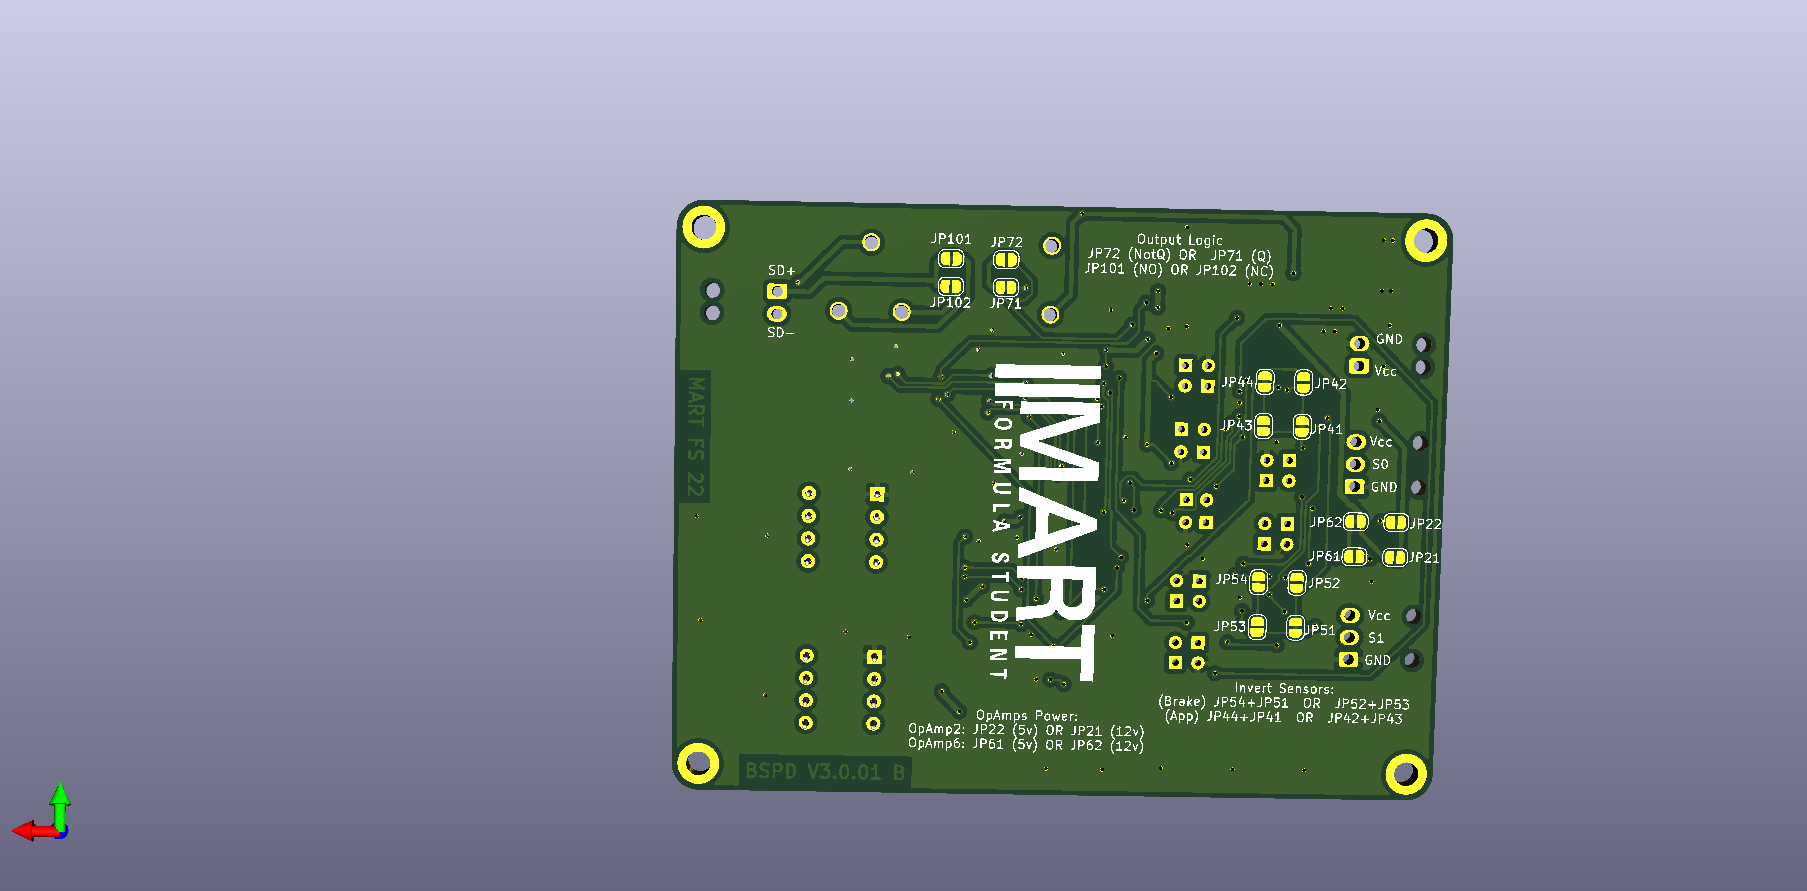 JP101
JP72
SD+
JP102
JP71
SD-
Output Logic
JP72 (NotQ) OR JP71 (Q)
JP101 (NO) OR JP102 (NC)
GND
Vcc
JP44
JP42
JP43
JP41
Vcc
S0
GND
JP62
JP22
JP61
JP21
JP54
JP52
JP53
JP51
Vcc
S1
GND
MART FS 22
MART
FORMULA STUDENT
Invert Sensors:
(Brake) JP54+JP51 OR JP52+JP53
(App) JP44+JP41 OR JP42+JP43
OpAmps Power:
OpAmp2: JP22 (5v) OR JP21 (12v)
OpAmp6: JP61 (5v) OR JP62 (12v)
BSPD V3.0.01 B